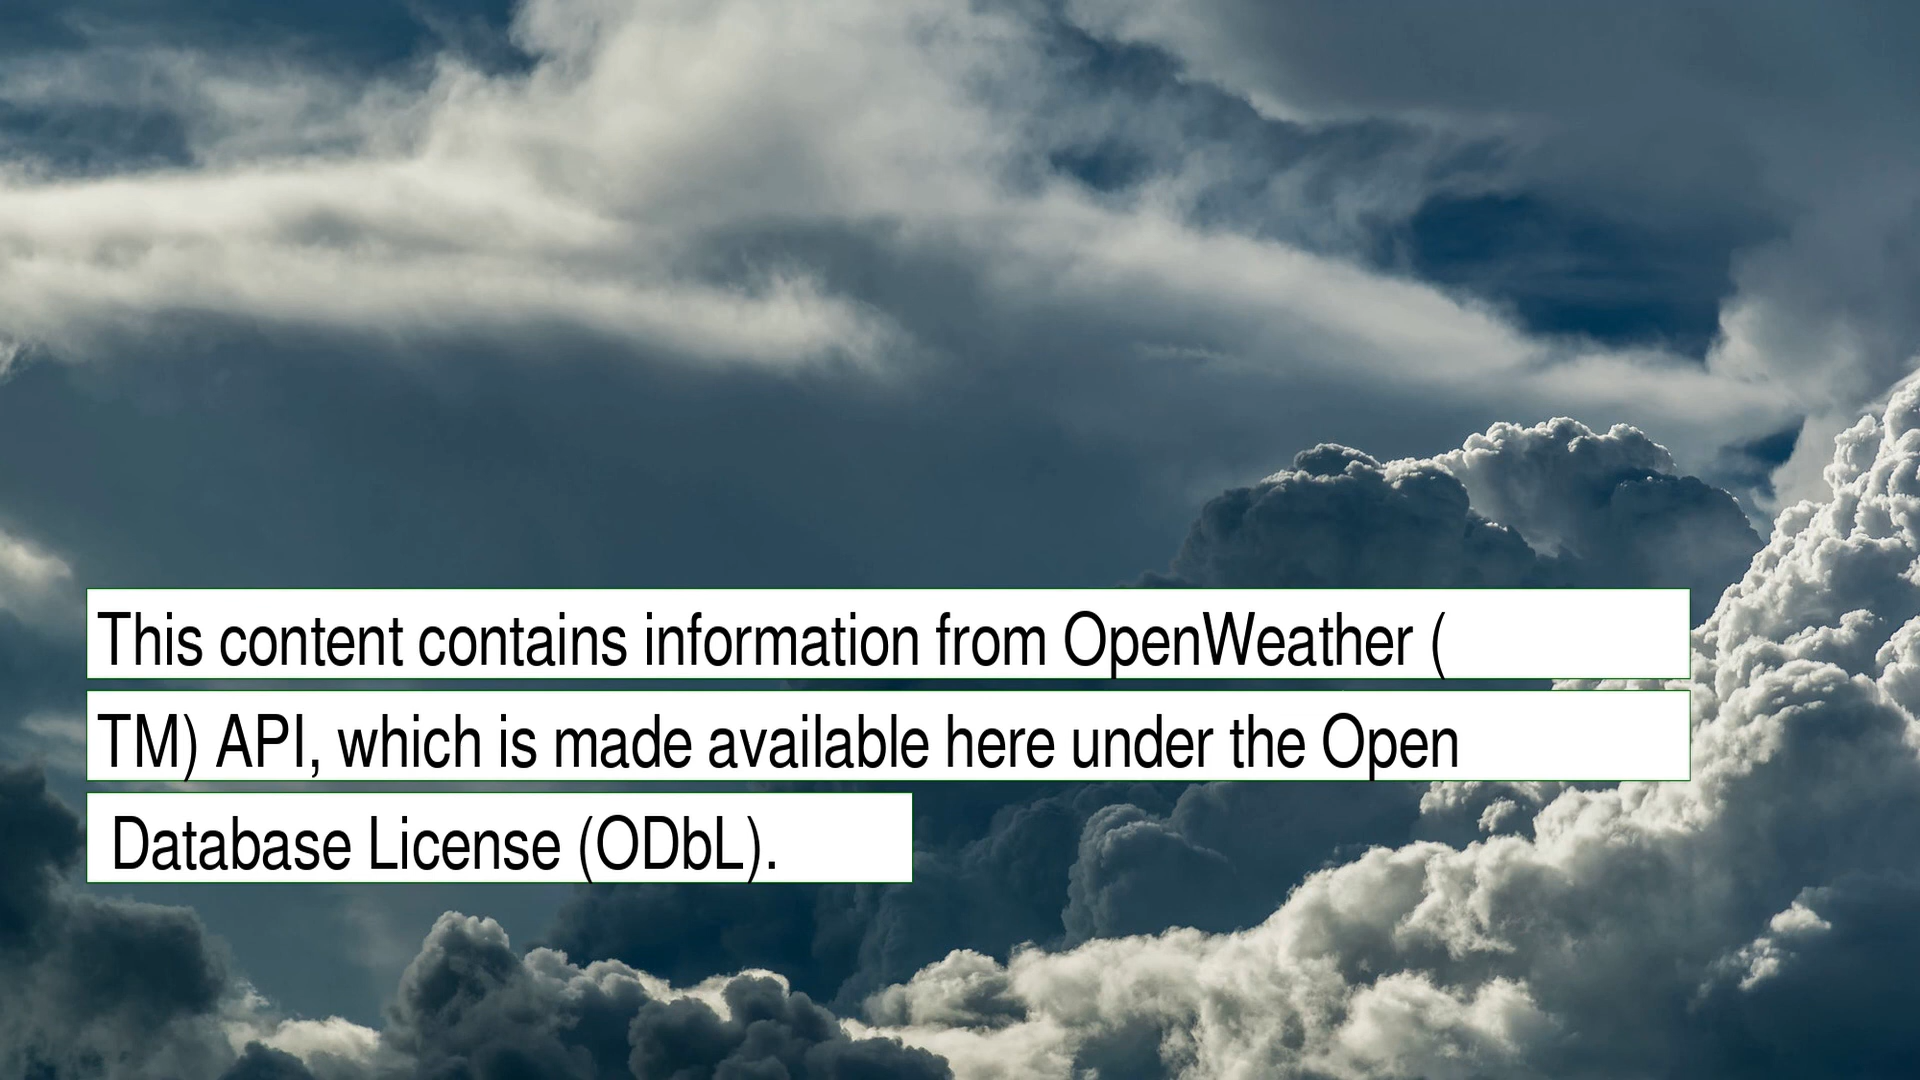 This content contains information from OpenWeather (
TM) API, which is made available here under the Open
Database License (ODbL).